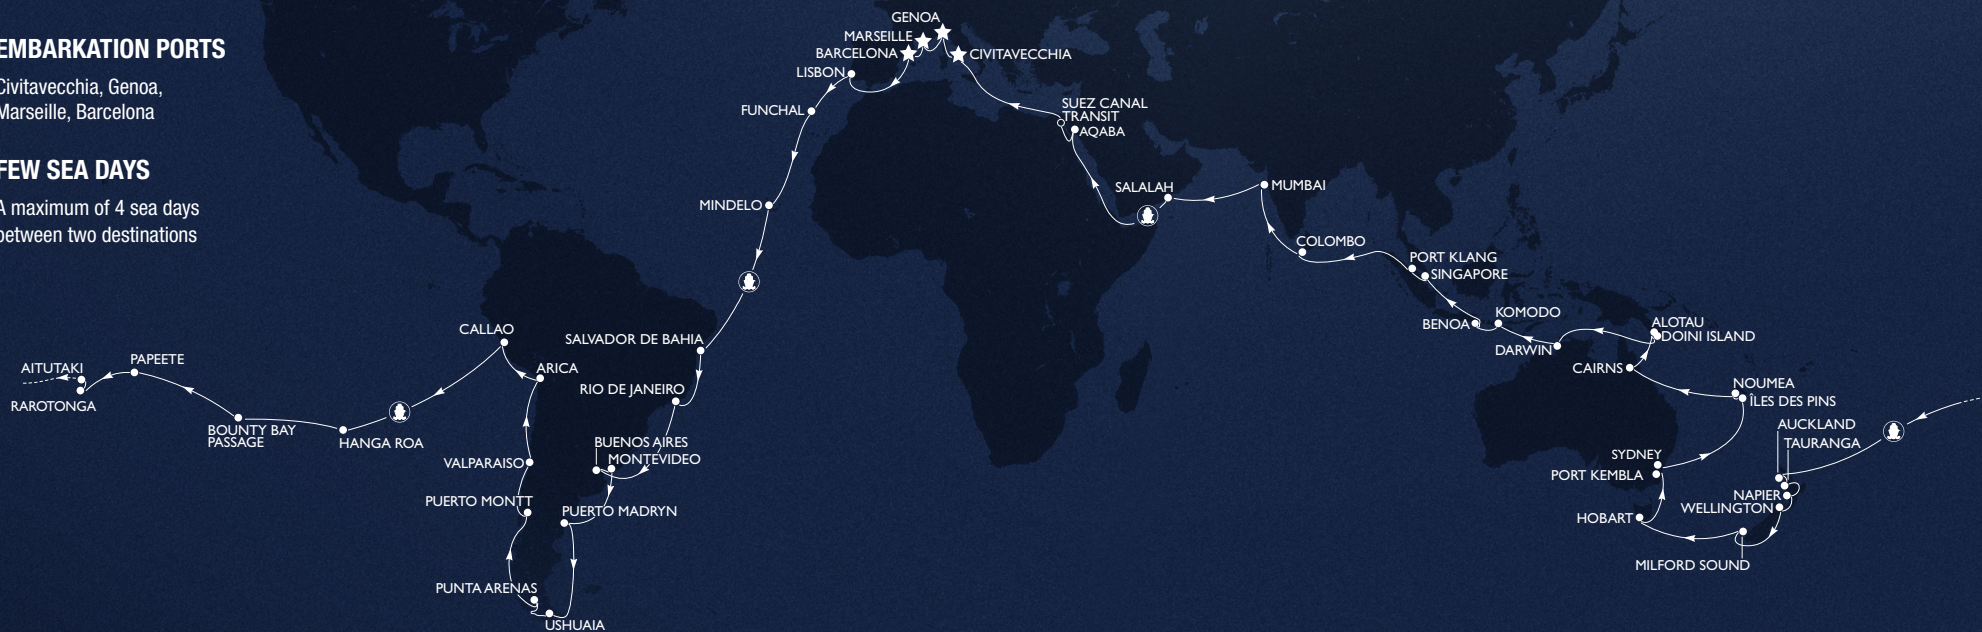 EMBARKATION PORTS
Civitavecchia, Genoa,
Marseille, Barcelona
FEW SEA DAYS
A maximum of 4 sea days
between two destinations
GENOA
MARSEILLE
BARCELONA
CIVITAVECCHIA
LISBON
FUNCHAL
SUEZ CANAL
TRANSIT
AQABA
MINDELO
SALALAH
MUMBAI
COLOMBO
PORT KLANG
SINGAPORE
BENOA
KOMODO
DARWIN
ALOTAU
DOINI ISLAND
CAIRNS
NOUMEA
ÎLES DES PINS
AUCKLAND
TAURANGA
SYDNEY
PORT KEMBLA
NAPIER
WELLINGTON
HOBART
MILFORD SOUND
CALLAO
SALVADOR DE BAHIA
ARICA
RIO DE JANEIRO
AITUTAKI
PAPEETE
RAROTONGA
BOUNTY BAY
PASSAGE
HANGA ROA
BUENOS AIRES
MONTEVIDEO
VALPARAISO
PUERTO MONTT
PUERTO MADRYN
PUNTA ARENAS
USHUAIA